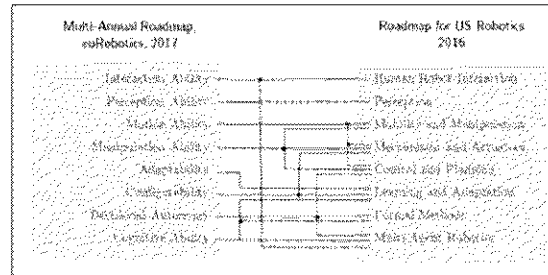 Multi-Annual Roadmap,
euRobotics, 2017
Roadmap for US Robotics
2016
Interaction Ability
Human Robot Interaction
Perception Ability
Perception
Motion Ability
Mobility and Manipulation
Manipulation Ability
Mechanisms and Actuators
Adaptability
Control and Planning
Configurability
Learning and Adaptation
Decisional Autonomy
Formal Methods
Cognitive Ability
Multi Agent Robotics